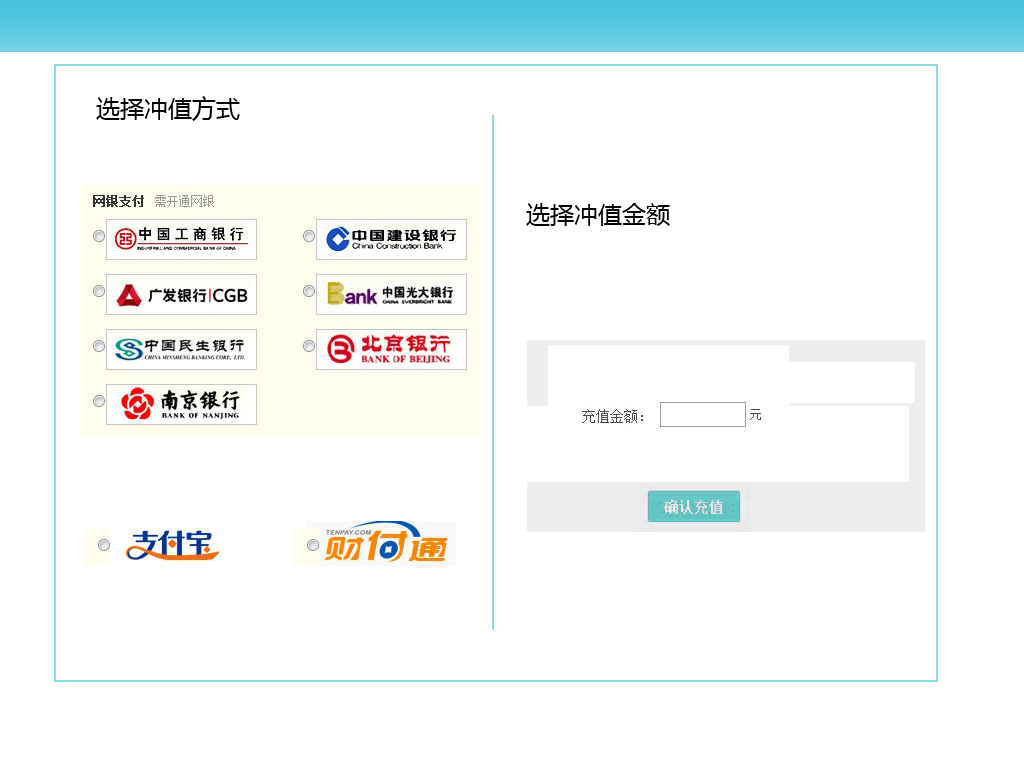 选择冲值方式
网银支付 需开通网银
中国工商银行
INDUSTRIAL AND COMMERCIAL BANK OF CHINA
中国建设银行
China Construction Bank
广发银行|CGB
Bank 中国光大银行
CHINA EVERBRIGHT BANK
中国民生银行
CHINA MINSHENG BANKING CORP., LTD.
北京银行
BANK OF BEIJING
南京银行
BANK OF NANJING
支付宝
TENPAY.COM
财付通
选择冲值金额
充值金额： 元
确认充值